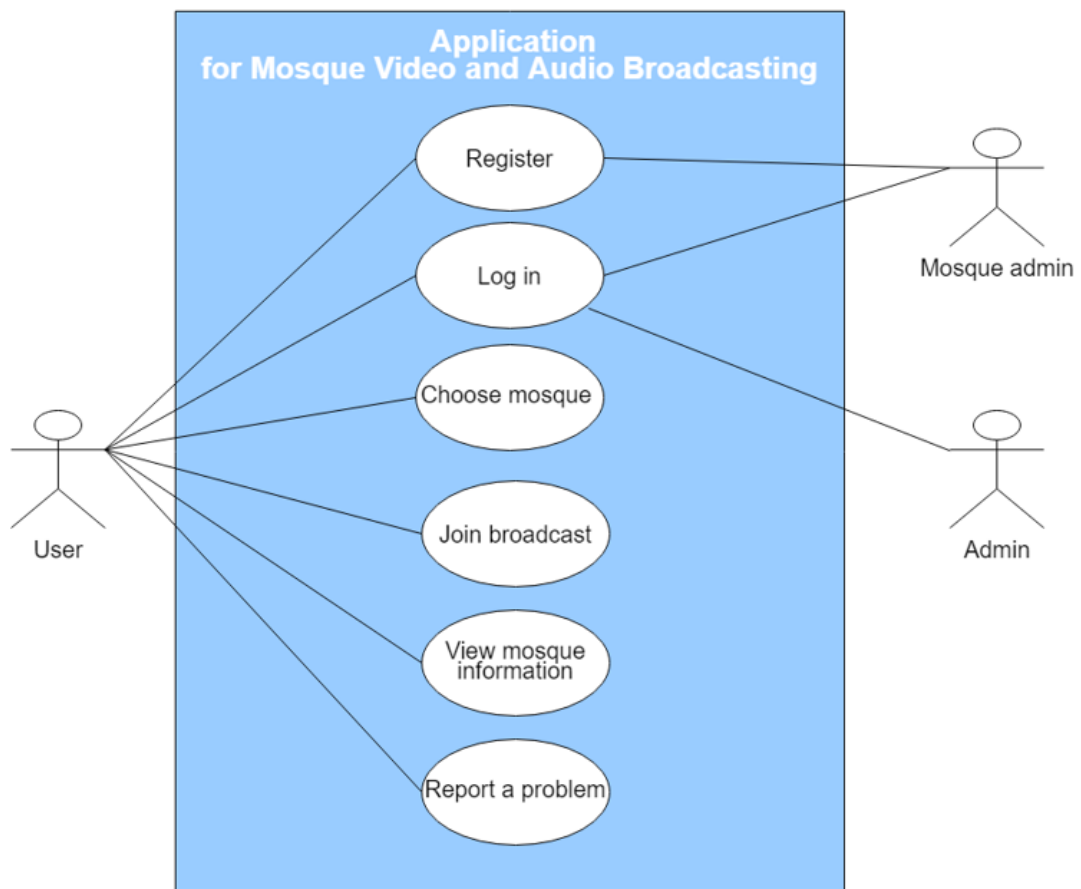 Application
for Mosque Video and Audio Broadcasting
Register
Log in
Mosque admin
Choose mosque
Join broadcast
User
Admin
View mosque
information
Report a problem